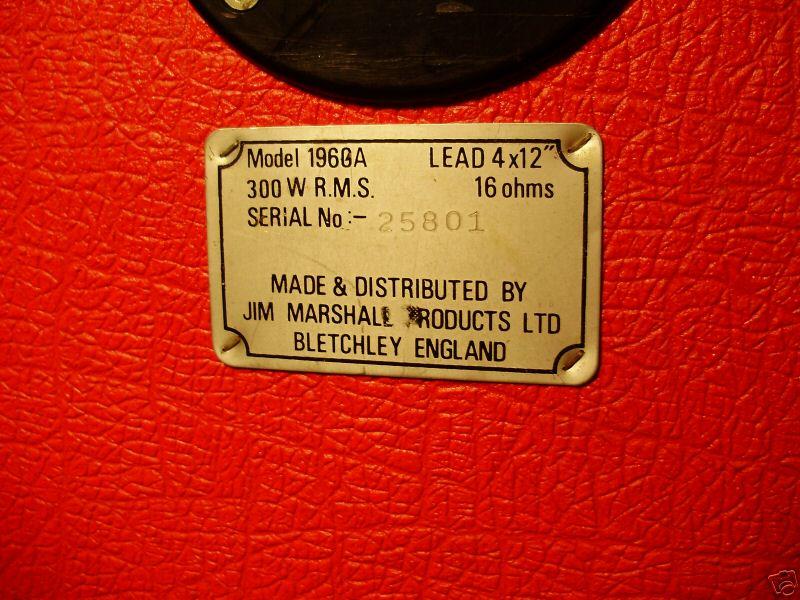 Model 1960A LEAD 4x12"
300 W R.M.S. 16 ohms
SERIAL No :- 25801
MADE & DISTRIBUTED BY
JIM MARSHALL PRODUCTS LTD
BLETCHLEY ENGLAND